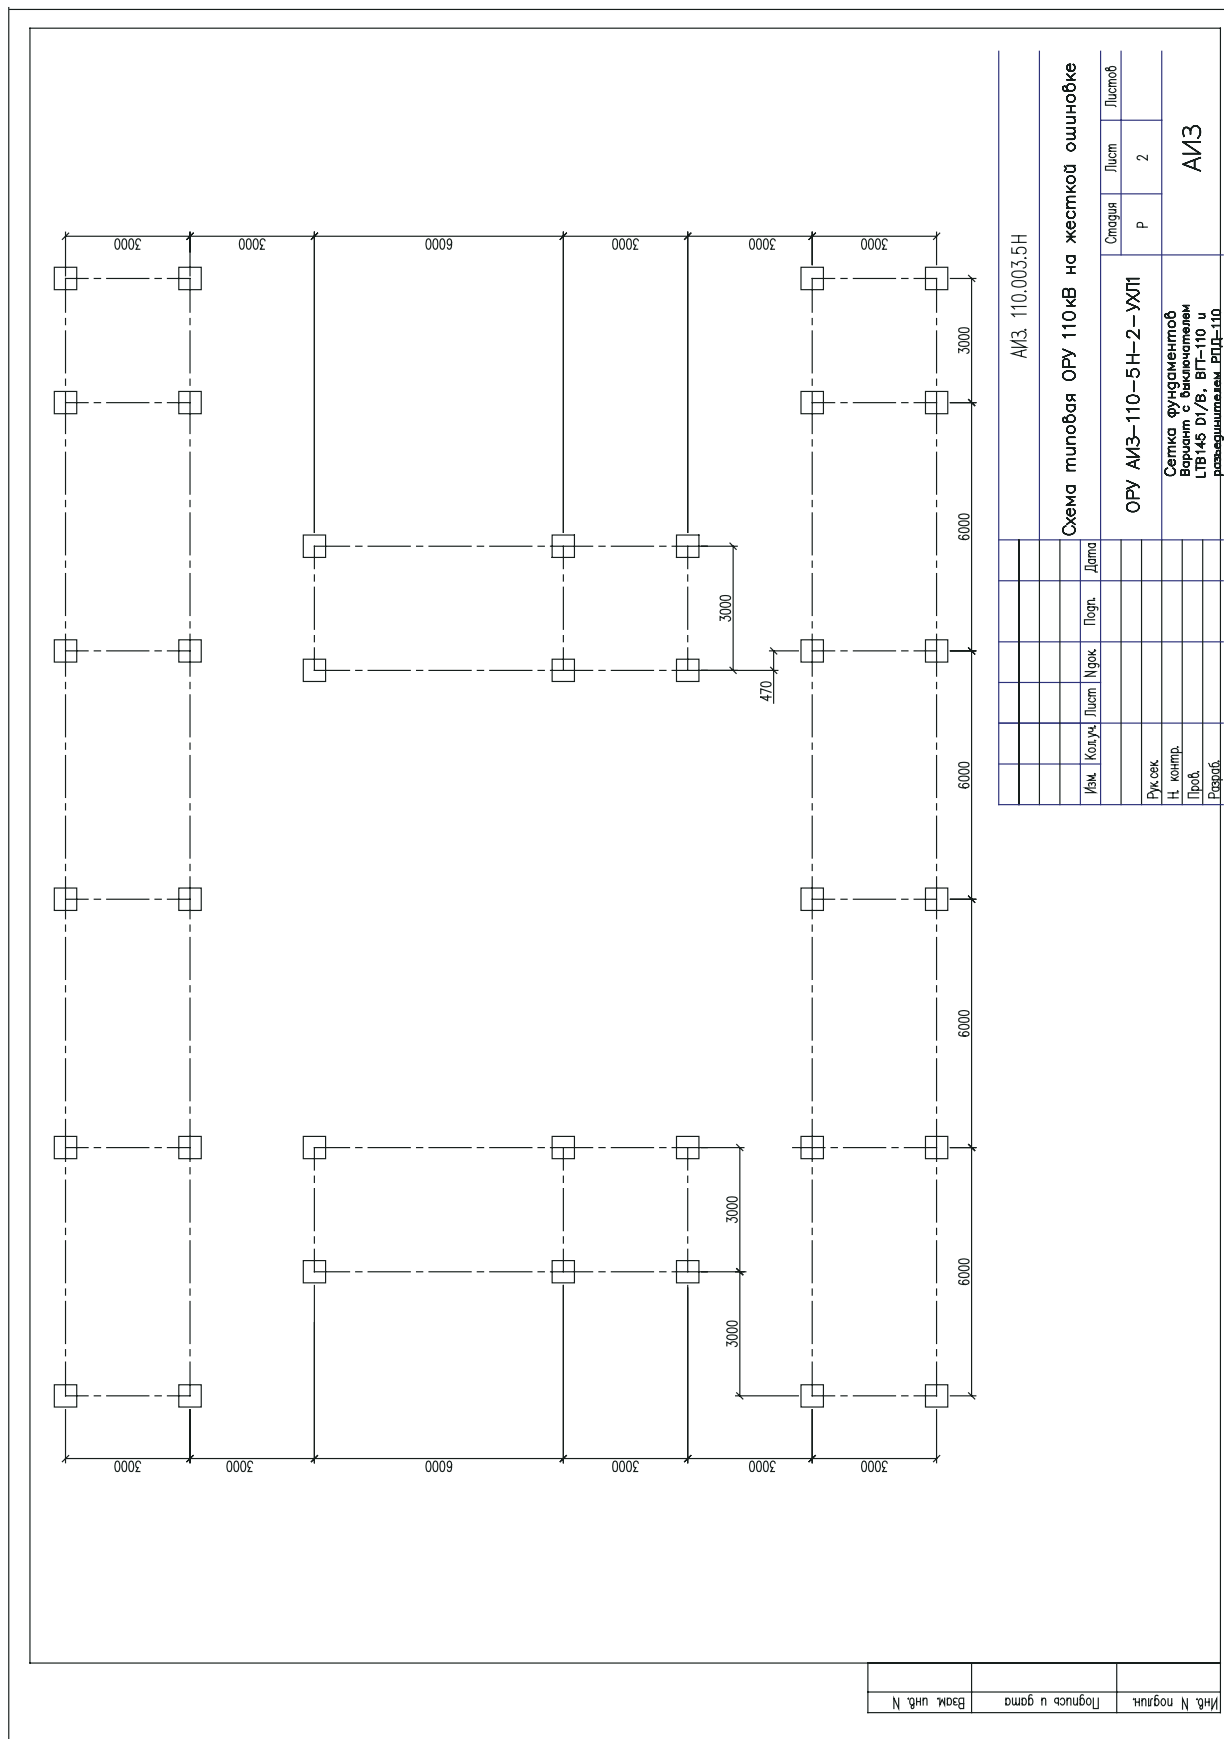 3000
3000
6000
3000
3000
3000
3000
6000
6000
6000
6000
3000
470
3000
3000
3000
3000
6000
3000
3000
3000
АИЗ. 110.003.5Н
Схема типовая ОРУ 110кВ на жесткой ошиновке
Изм. Кол.уч. Лист Nдок. Подп. Дата
ОРУ АИЗ-110-5Н-2-УХЛ1
Стадия Лист Листов
Р 2
Рук.сек.
Н. контр.
Пров.
Разраб.
Сетка фундаментов
Вариант с выключателем
LTB145 D1/B, ВГТ-110 и
разъединителем РПД-110
АИЗ
Взам. инв. N
Подпись и дата
Инв. N подлин.